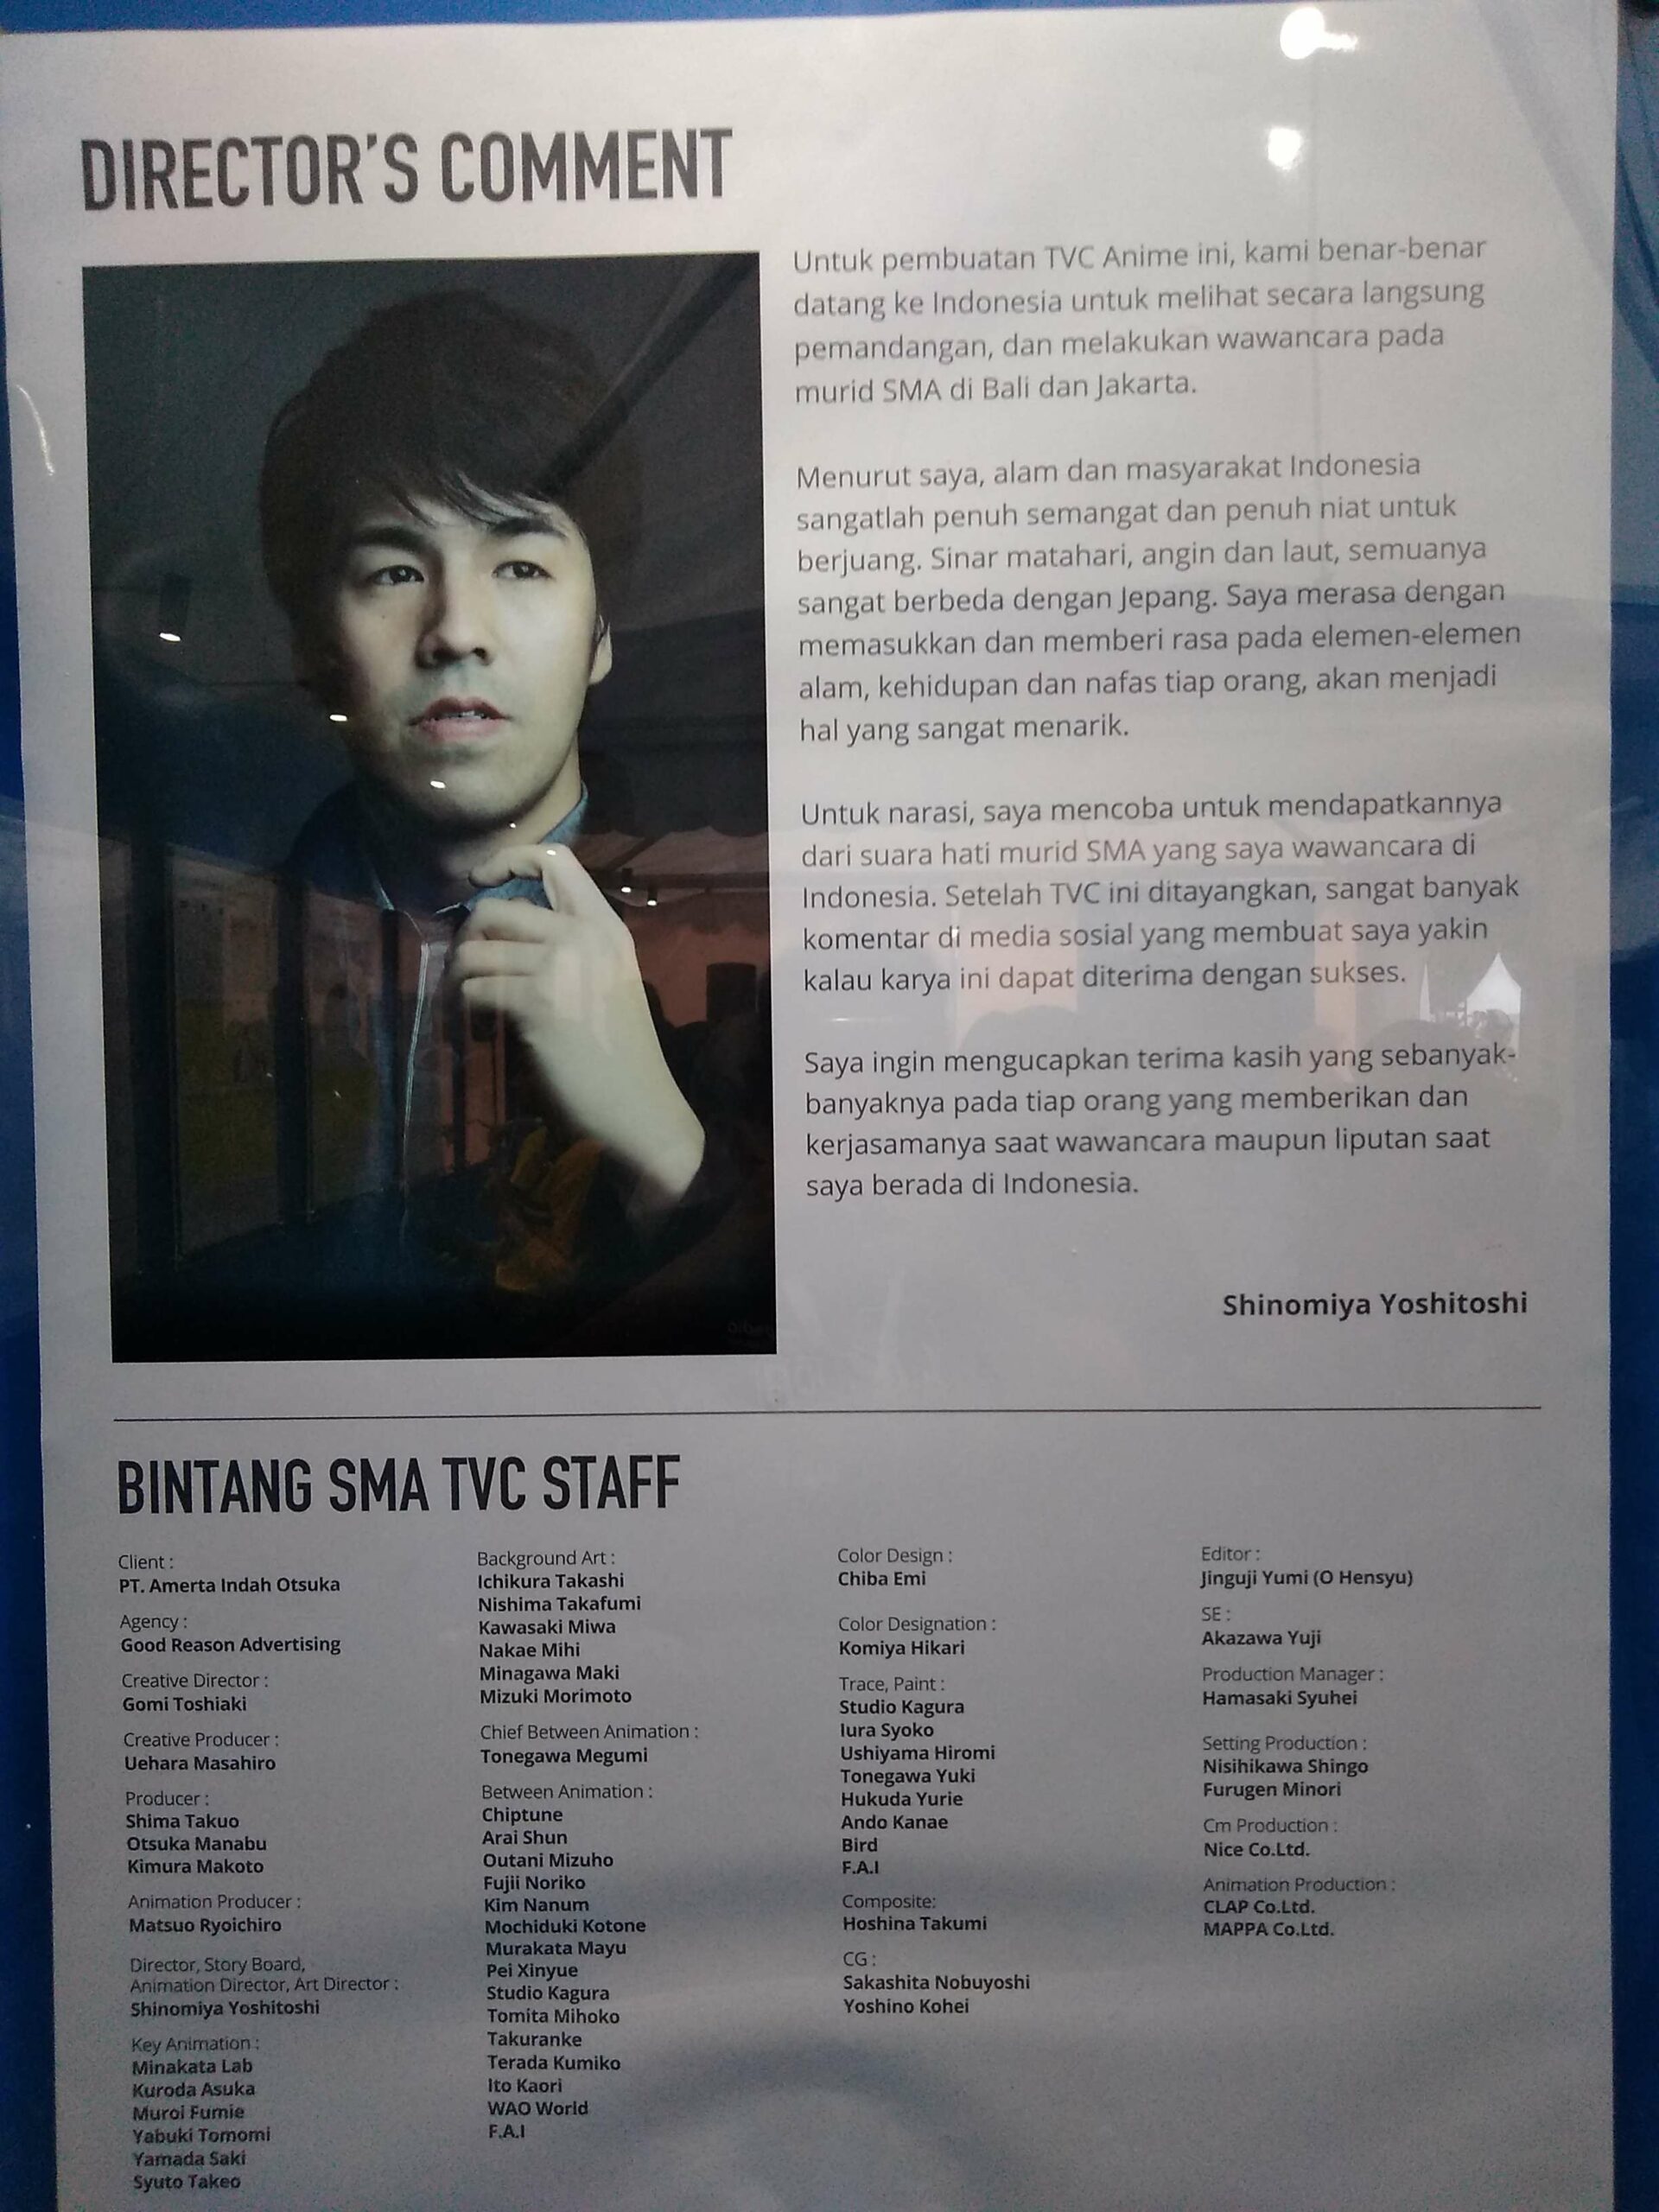 DIRECTOR'S COMMENT
Untuk pembuatan TVC Anime ini, kami benar-benar
datang ke Indonesia untuk melihat secara langsung
pemandangan, dan melakukan wawancara pada
murid SMA di Bali dan Jakarta.
Menurut saya, alam dan masyarakat Indonesia
sangatlah penuh semangat dan penuh niat untuk
berjuang. Sinar matahari, angin dan laut, semuanya
sangat berbeda dengan Jepang. Saya merasa dengan
memasukkan dan memberi rasa pada elemen-elemen
alam, kehidupan dan nafas tiap orang, akan menjadi
hal yang sangat menarik.
Untuk narasi, saya mencoba untuk mendapatkannya
dari suara hati murid SMA yang saya wawancara di
Indonesia. Setelah TVC ini ditayangkan, sangat banyak
komentar di media sosial yang membuat saya yakin
kalau karya ini dapat diterima dengan sukses.
Saya ingin mengucapkan terima kasih yang sebanyak-
banyaknya pada tiap orang yang memberikan dan
kerjasamanya saat wawancara maupun liputan saat
saya berada di Indonesia.
Shinomiya Yoshitoshi
BINTANG SMA TVC STAFF
Client :
PT. Amerta Indah Otsuka
Agency :
Good Reason Advertising
Creative Director :
Gomi Toshiaki
Creative Producer :
Uehara Masahiro
Producer :
Shima Takuo
Otsuka Manabu
Kimura Makoto
Animation Producer :
Matsuo Ryoichiro
Director, Story Board,
Animation Director, Art Director :
Shinomiya Yoshitoshi
Key Animation :
Minakata Lab
Kuroda Asuka
Muroi Fumie
Yabuki Tomomi
Yamada Saki
Syuto Takeo
Background Art :
Ichikura Takashi
Nishima Takafumi
Kawasaki Miwa
Nakae Mihi
Minagawa Maki
Mizuki Morimoto
Chief Between Animation :
Tonegawa Megumi
Between Animation :
Chiptune
Arai Shun
Outani Mizuho
Fujii Noriko
Kim Nanum
Mochiduki Kotone
Murakata Mayu
Pei Xinyue
Studio Kagura
Tomita Mihoko
Takuranke
Terada Kumiko
Ito Kaori
WAO World
F.A.I
Color Design :
Chiba Emi
Color Designation :
Komiya Hikari
Trace, Paint :
Studio Kagura
Iura Syoko
Ushiyama Hiromi
Tonegawa Yuki
Hukuda Yurie
Ando Kanae
Bird
F.A.I
Composite:
Hoshina Takumi
CG :
Sakashita Nobuyoshi
Yoshino Kohei
Editor :
Jinguji Yumi (O Hensyu)
SE :
Akazawa Yuji
Production Manager :
Hamasaki Syuhei
Setting Production :
Nisihikawa Shingo
Furugen Minori
Cm Production :
Nice Co.Ltd.
Animation Production :
CLAP Co.Ltd.
MAPPA Co.Ltd.